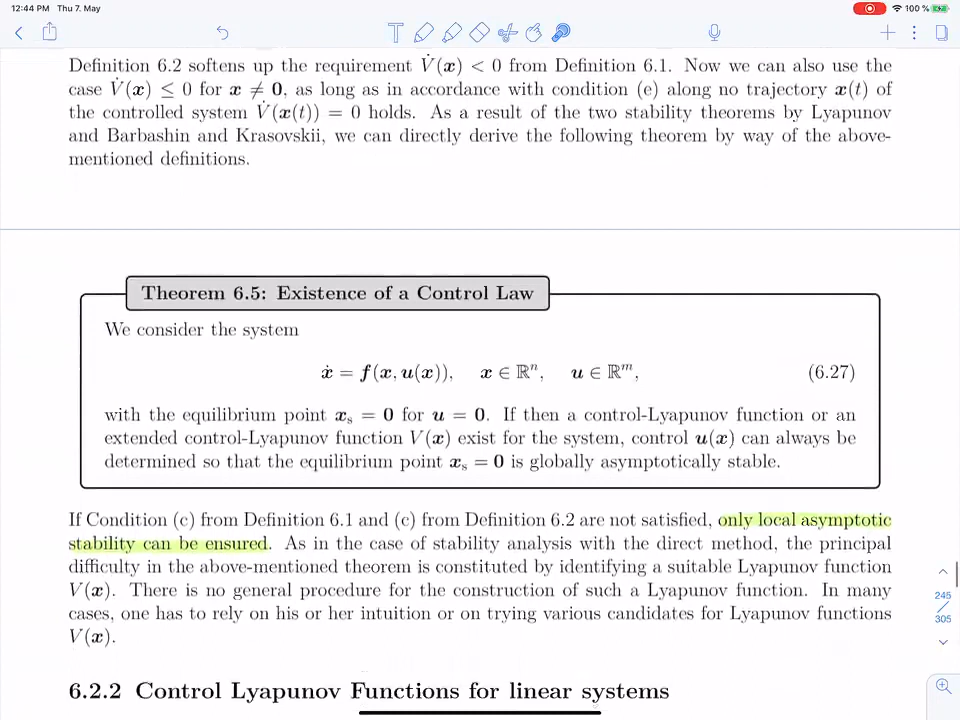 12:44 PM Thu 7. May
100 %
Definition 6.2 softens up the requirement V̇(x) < 0 from Definition 6.1. Now we can also use the
case V̇(x) ≤ 0 for x ≠ 0, as long as in accordance with condition (e) along no trajectory x(t) of
the controlled system V̇(x(t)) = 0 holds. As a result of the two stability theorems by Lyapunov
and Barbashin and Krasovskii, we can directly derive the following theorem by way of the above-
mentioned definitions.
Theorem 6.5: Existence of a Control Law
We consider the system
ẋ = f(x, u(x)), x ∈ ℝⁿ, u ∈ ℝᵐ, (6.27)
with the equilibrium point xₛ = 0 for u = 0. If then a control-Lyapunov function or an
extended control-Lyapunov function V(x) exist for the system, control u(x) can always be
determined so that the equilibrium point xₛ = 0 is globally asymptotically stable.
If Condition (c) from Definition 6.1 and (c) from Definition 6.2 are not satisfied, only local asymptotic
stability can be ensured. As in the case of stability analysis with the direct method, the principal
difficulty in the above-mentioned theorem is constituted by identifying a suitable Lyapunov function
V(x). There is no general procedure for the construction of such a Lyapunov function. In many
cases, one has to rely on his or her intuition or on trying various candidates for Lyapunov functions
V(x).
245
/
305
6.2.2 Control Lyapunov Functions for linear systems